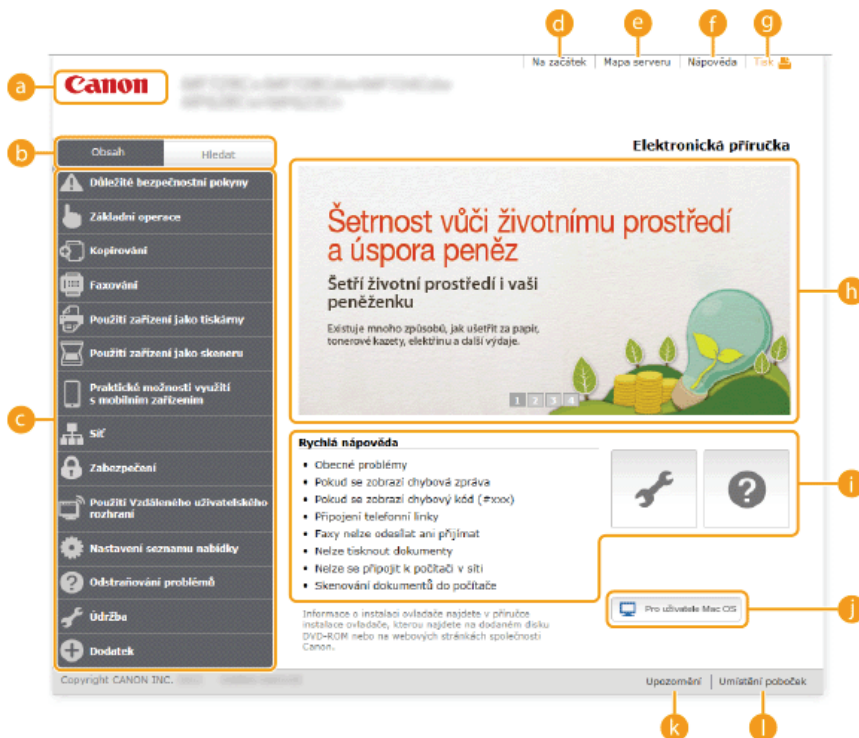 d e f g
Na začátek Mapa serveru Nápověda Tisk
a Canon
b Obsah Hledat
Elektronická příručka
Důležité bezpečnostní pokyny
Základní operace
Kopírování
Faxování
Použití zařízení jako tiskárny
Použití zařízení jako skeneru
Praktické možnosti využití
s mobilním zařízením
c
Síť
Zabezpečení
Použití Vzdáleného uživatelského
rozhraní
Nastavení seznamu nabídky
Odstraňování problémů
Údržba
Dodatek
Šetrnost vůči životnímu prostředí
a úspora peněz
Šetří životní prostředí i vaši
peněženku
Existuje mnoho způsobů, jak ušetřit za papír,
tonerové kazety, elektřinu a další výdaje.
1 2 3 4
h
Rychlá nápověda
• Obecné problémy
• Pokud se zobrazí chybová zpráva
• Pokud se zobrazí chybový kód (#xxx)
• Připojení telefonní linky
• Faxy nelze odesílat ani přijímat
• Nelze tisknout dokumenty
• Nelze se připojit k počítači v síti
• Skenování dokumentů do počítače
i
Pro uživatele Mac OS
j
Informace o instalaci ovladače najdete v příručce
instalace ovladače, kterou najdete na dodaném disku
DVD-ROM nebo na webových stránkách společnosti
Canon.
Copyright CANON INC.
Upozornění Umístění poboček
k l